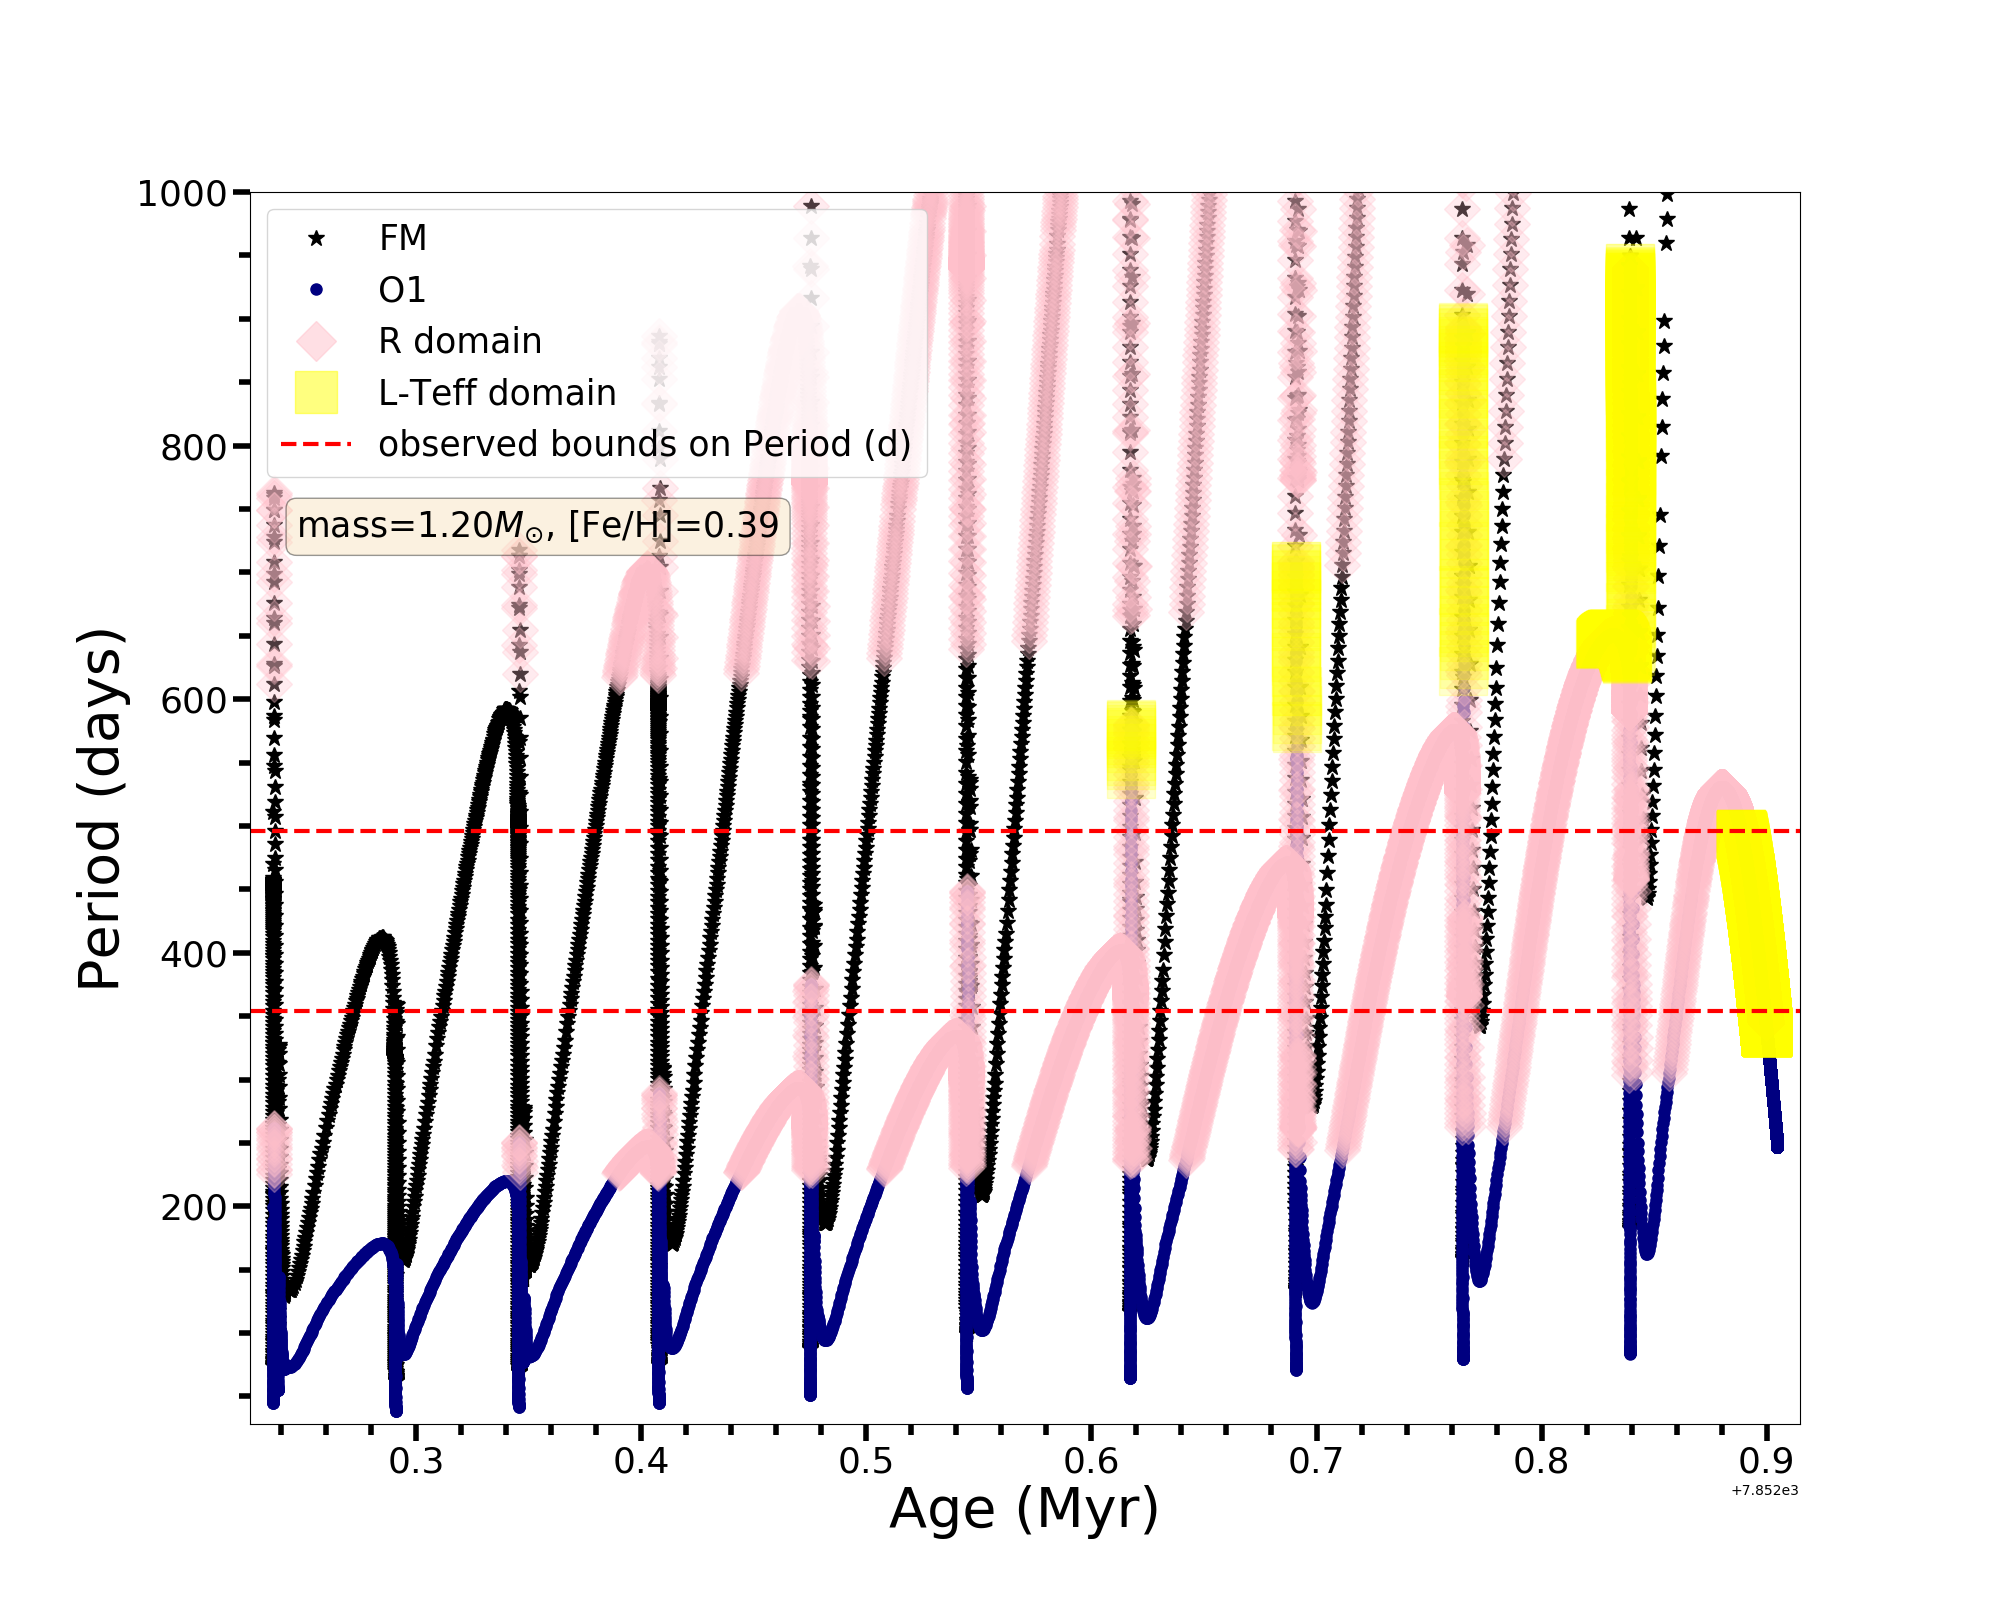 1000
800
600
400
200
Period (days)
FM
O1
R domain
L-Teff domain
observed bounds on Period (d)
mass=1.20M⊙, [Fe/H]=0.39
0.3 0.4 0.5 0.6 0.7 0.8 0.9
+7.852e3
Age (Myr)